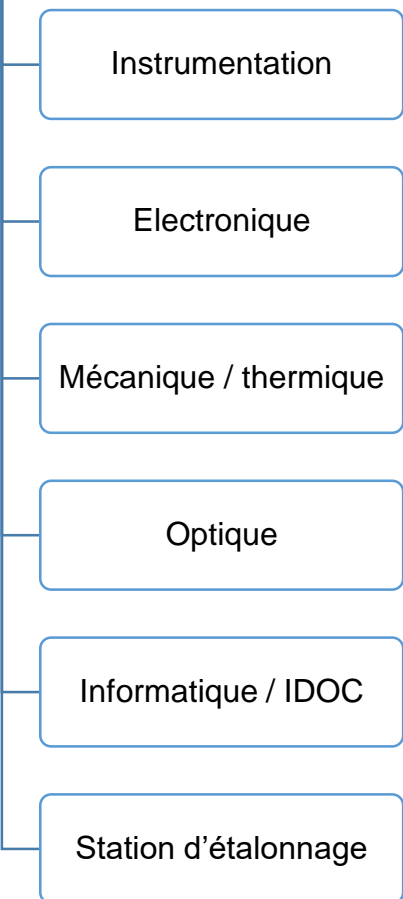 Instrumentation
Electronique
Mécanique / thermique
Optique
Informatique / IDOC
Station d’étalonnage